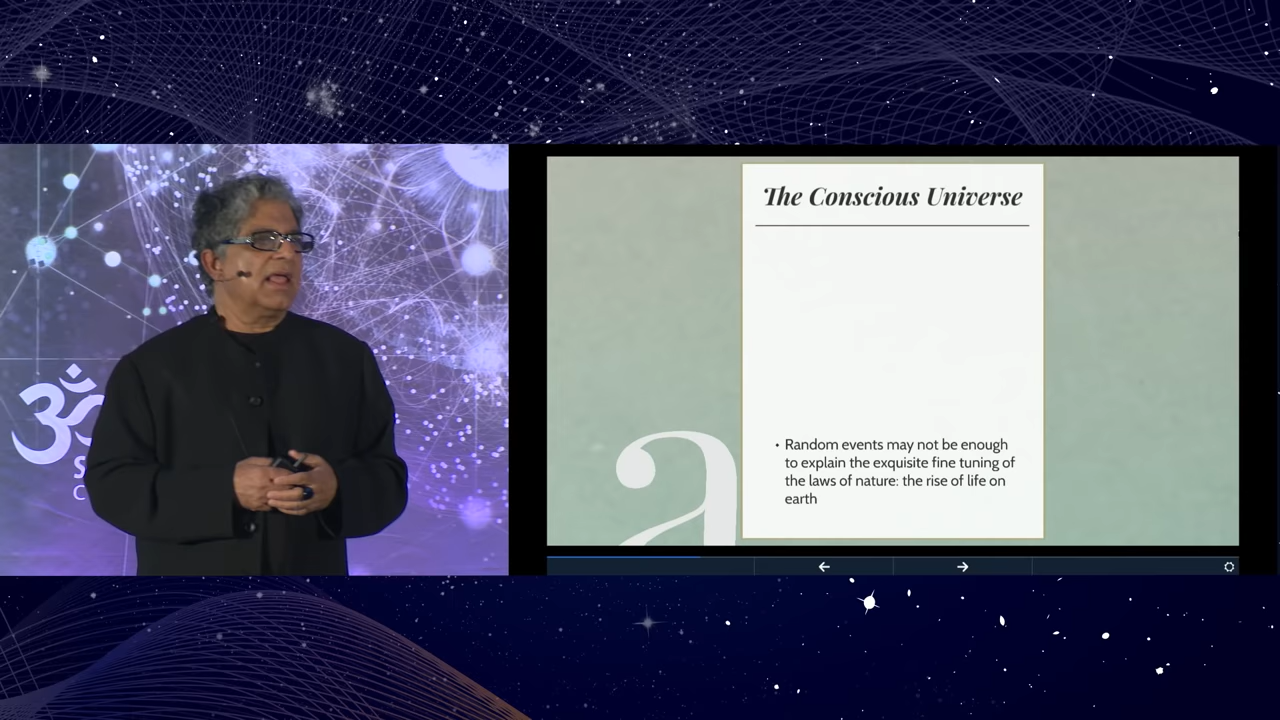 ॐ
S
C
The Conscious Universe
• Random events may not be enough
to explain the exquisite fine tuning of
the laws of nature: the rise of life on
earth
a